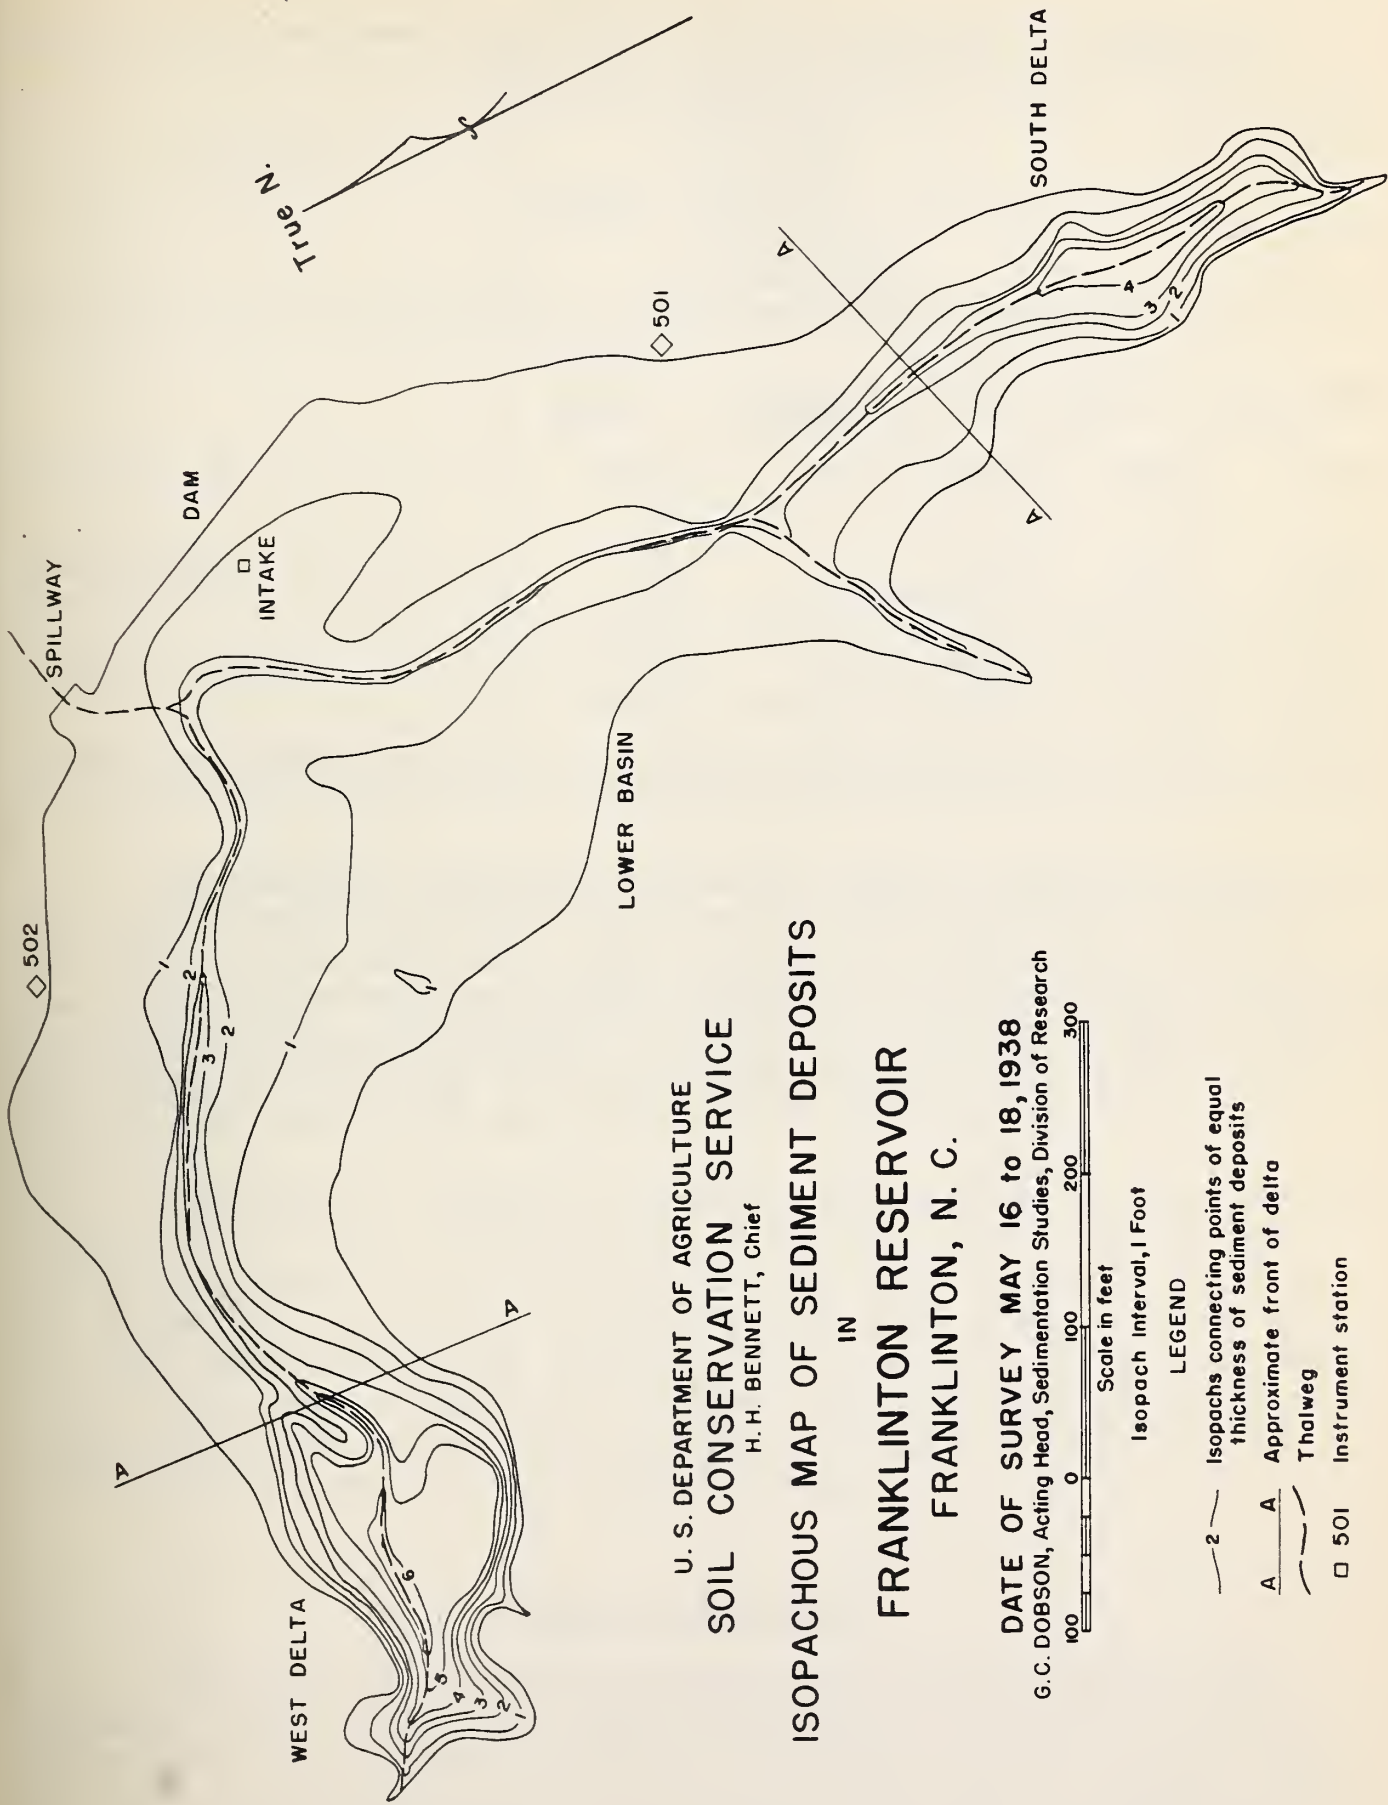 True N.
SPILLWAY
DAM
INTAKE
501
502
SOUTH DELTA
A
A
4
3
2
1
LOWER BASIN
1
2
3
2
1
A
A
WEST DELTA
6
5
4
3
2
1
U. S. DEPARTMENT OF AGRICULTURE
SOIL CONSERVATION SERVICE
H. H. BENNETT, Chief
ISOPACHOUS MAP OF SEDIMENT DEPOSITS
IN
FRANKLINTON RESERVOIR
FRANKLINTON, N. C.
DATE OF SURVEY MAY 16 to 18, 1938
G. C. DOBSON, Acting Head, Sedimentation Studies, Division of Research
100 0 100 200 300
Scale in feet
Isopach Interval, 1 Foot
LEGEND
2 Isopachs connecting points of equal
thickness of sediment deposits
A A Approximate front of delta
Thalweg
501 Instrument station